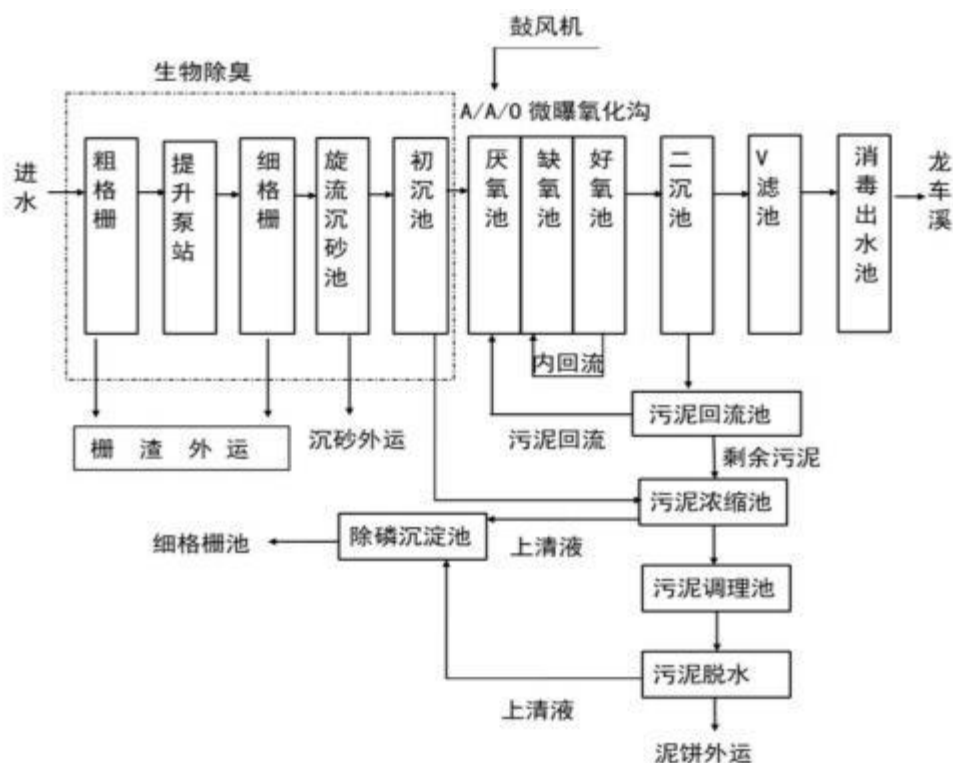 鼓风机
生物除臭
A/A/O 微曝氧化沟
进水
粗格栅
提升泵站
细格栅
旋流沉砂池
初沉池
厌氧池
缺氧池
好氧池
二沉池
V滤池
消毒出水池
龙车溪
内回流
栅 渣 外 运
沉砂外运
污泥回流
污泥回流池
剩余污泥
污泥浓缩池
细格栅池
除磷沉淀池
上清液
污泥调理池
污泥脱水
上清液
泥饼外运